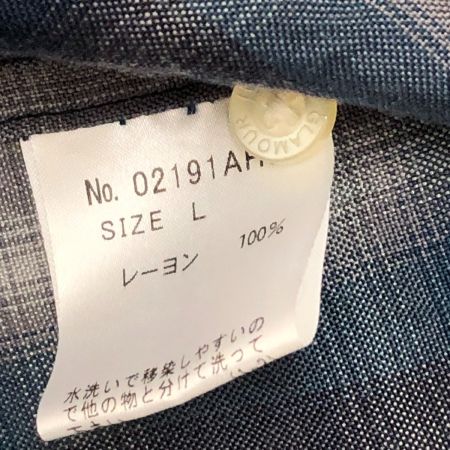 GLAMOUR
No. 02191AH
SIZE L
レーヨン 100%
水洗いで移染しやすいの
で他の物と分けて洗って